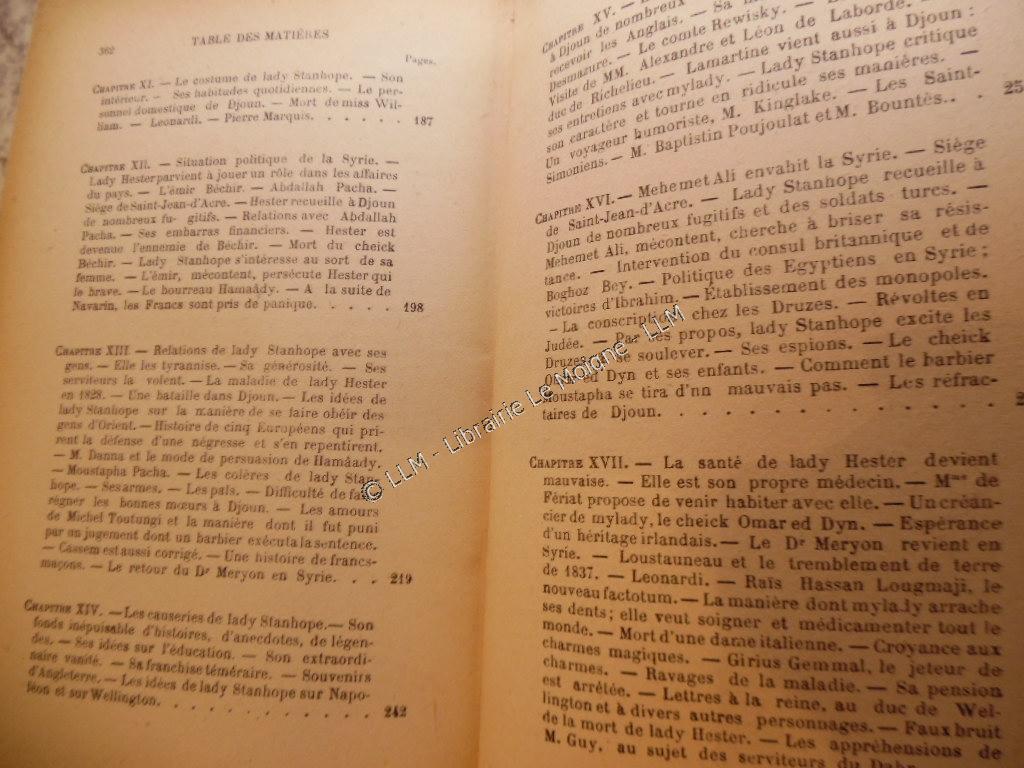 362 TABLE DES MATIÈRES
Pages.
CHAPITRE XI. — Le costume de lady Stanhope. — Son
intérieur. — Ses habitudes quotidiennes. — Le per-
sonnel domestique de Djoun. — Mort de miss Wil-
liam. — Leonardi. — Pierre Marquis. . . . . . 187
CHAPITRE XII. — Situation politique de la Syrie. —
Lady Hester parvient à jouer un rôle dans les affaires
du pays. — L'émir Béchir. — Abdallah Pacha. —
Siège de Saint-Jean-d'Acre. — Hester recueille à Djoun
de nombreux fu- gitifs. — Relations avec Abdallah
Pacha. — Ses embarras financiers. — Hester est
devenue l'ennemie de Béchir. — Mort du cheick
Béchir. — Lady Stanhope s'intéresse au sort de sa
femme. — L'émir, mécontent, persécute Hester qui
le brave. — Le bourreau Hamâady. — A la suite de
Navarin, les Francs sont pris de panique. . . . . 198
CHAPITRE XIII. — Relations de lady Stanhope avec ses
gens. — Elle les tyrannise. — Sa générosité. — Ses
serviteurs la volent. — La maladie de lady Hester
en 1828. — Une bataille dans Djoun. — Les idées de
lady Stanhope sur la manière de se faire obéir des
gens d'Orient. — Histoire de cinq Européens qui pri-
rent la défense d'une négresse et s'en repentirent.
— M. Danna et le mode de persuasion de Hamâady.
— Moustapha Pacha. — Les colères de lady Stan-
hope. — Ses armes. — Les pals. — Difficulté de faire
régner les bonnes mœurs à Djoun. — Les amours
de Michel Toutungi et la manière dont il fut puni
par un jugement dont un barbier exécuta la sentence.
— Cassem est aussi corrigé. — Une histoire de francs-
maçons. — Le retour du Dr Meryon en Syrie. . . 219
CHAPITRE XIV. — Les causeries de lady Stanhope. — Son
fonds inépuisable d'histoires, d'anecdotes, de légen-
des. — Ses idées sur l'éducation. — Son extraordi-
naire vanité. — Sa franchise téméraire. — Souvenirs
d'Angleterre. — Les idées de lady Stanhope sur Napo-
léon et sur Wellington. . . . . . . . . . 242
CHAPITRE XV. —
à Djoun de nombreux
recevoir les Anglais. — Sa
Desmazure. — Le comte Rewisky. —
visite de MM. Alexandre et Léon de Laborde.
duc de Richelieu. — Lamartine vient aussi à Djoun :
ses entretiens avec mylady. — Lady Stanhope critique
son caractère et tourne en ridicule ses manières. —
Un voyageur humoriste, M. Kinglake. — Les Saint-
Simoniens. — M. Baptistin Poujoulat et M. Bountès. . .
CHAPITRE XVI. — Mehemet Ali envahit la Syrie. — Siège
de Saint-Jean-d'Acre. — Lady Stanhope recueille à
Djoun de nombreux fugitifs et des soldats turcs. —
Mehemet Ali, mécontent, cherche à briser sa résis-
tance. — Intervention du consul britannique et de
Boghoz Bey. — Politique des Egyptiens en Syrie ;
victoires d'Ibrahim. — Établissement des monopoles.
— La conscription chez les Druzes. — Révoltes en
Judée. — Par ses propos, lady Stanhope excite les
Druzes à se soulever. — Ses espions. — Le cheick
Omar ed Dyn et ses enfants. — Comment le barbier
Moustapha se tira d'nn mauvais pas. — Les réfrac-
taires de Djoun. . . . . . . . . . . . .
CHAPITRE XVII. — La santé de lady Hester devient
mauvaise. — Elle est son propre médecin. — Mme de
Fériat propose de venir habiter avec elle. — Un créan-
cier de mylady, le cheick Omar ed Dyn. — Espérance
d'un héritage irlandais. — Le Dr Meryon revient en
Syrie. — Loustauneau et le tremblement de terre
de 1837. — Leonardi. — Raïs Hassan Lougmaji, le
nouveau factotum. — La manière dont mylady arrache
ses dents ; elle veut soigner et médicamenter tout le
monde. — Mort d'une dame italienne. — Croyance aux
charmes magiques. — Girius Gemmal, le jeteur de
charmes. — Ravages de la maladie. — Sa pension
est arrêtée. — Lettres à la reine, au duc de Wel-
lington et à divers autres personnages. — Faux bruit
de la mort de lady Hester. — Les appréhensions de
M. Guy, au sujet des serviteurs du
© LLM - Librairie Le Moigne - LLM